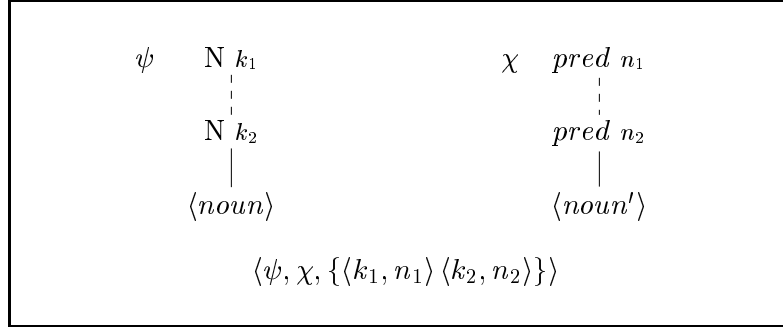 ψ N k₁ χ pred n₁
N k₂ pred n₂
⟨noun⟩ ⟨noun′⟩
⟨ψ, χ, {⟨k₁, n₁⟩ ⟨k₂, n₂⟩}⟩